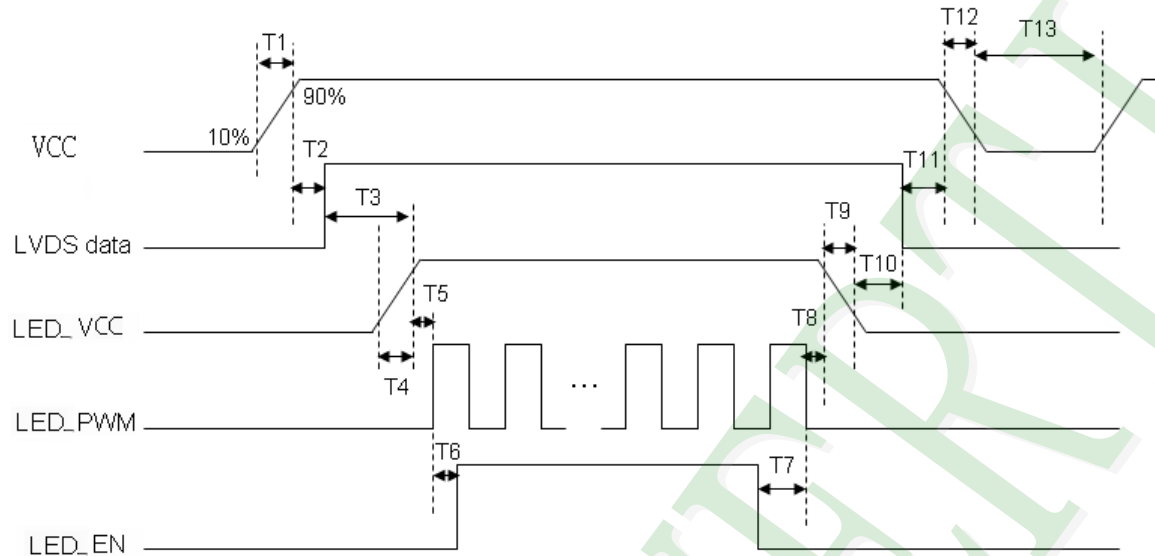 T1
T12
T13
90%
10%
VCC
T2
T11
T3
T9
LVDS data
T10
T5
LED_VCC
T8
T4
...
LED_PWM
T6
T7
LED_EN
ERTI